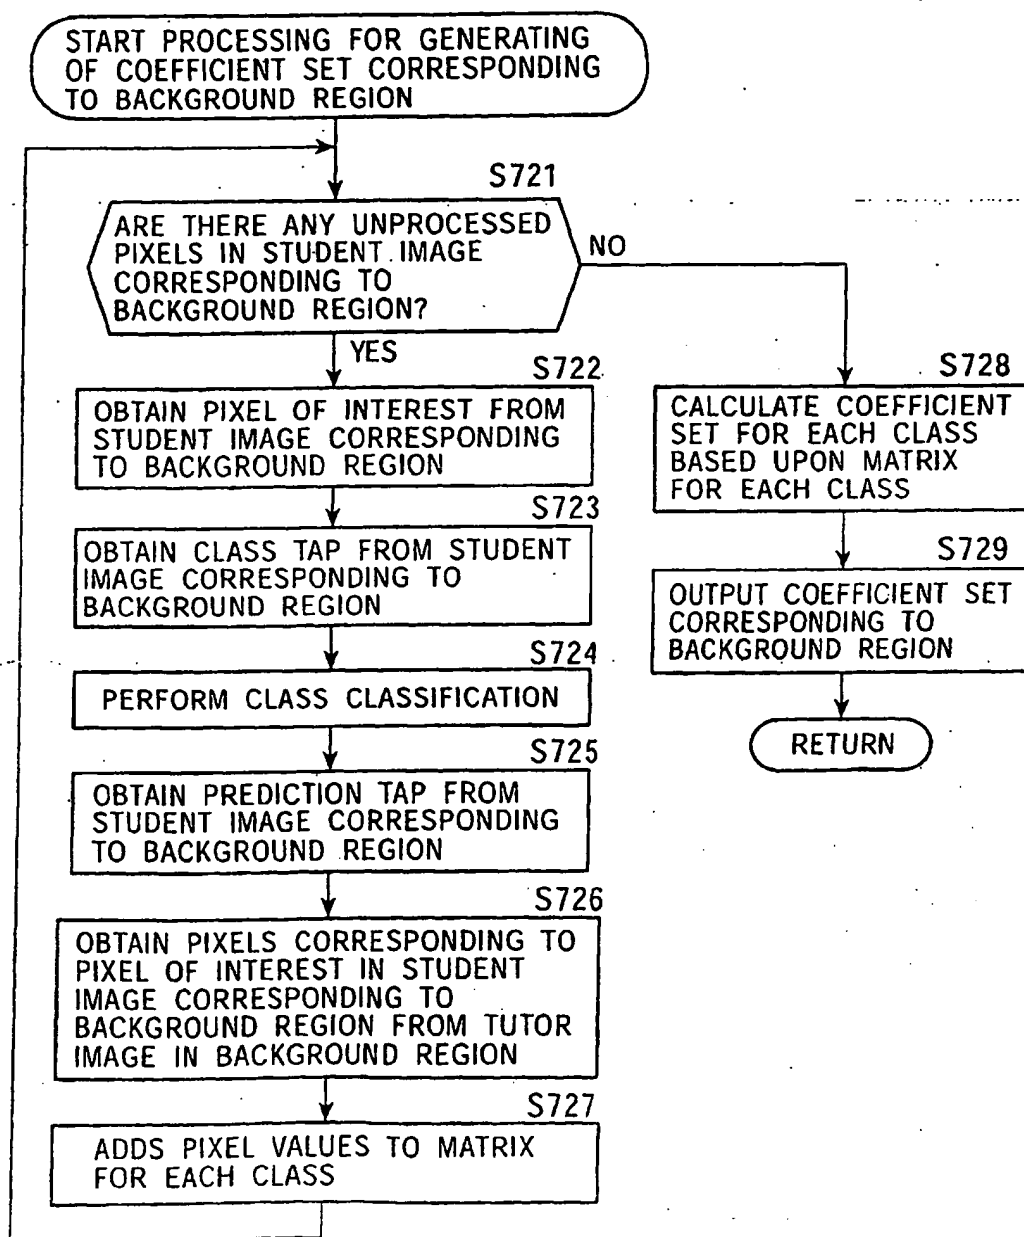 START PROCESSING FOR GENERATING
OF COEFFICIENT SET CORRESPONDING
TO BACKGROUND REGION
S721
ARE THERE ANY UNPROCESSED
PIXELS IN STUDENT IMAGE
CORRESPONDING TO
BACKGROUND REGION?
NO
YES
S722
OBTAIN PIXEL OF INTEREST FROM
STUDENT IMAGE CORRESPONDING
TO BACKGROUND REGION
S723
OBTAIN CLASS TAP FROM STUDENT
IMAGE CORRESPONDING TO
BACKGROUND REGION
S724
PERFORM CLASS CLASSIFICATION
S725
OBTAIN PREDICTION TAP FROM
STUDENT IMAGE CORRESPONDING
TO BACKGROUND REGION
S726
OBTAIN PIXELS CORRESPONDING TO
PIXEL OF INTEREST IN STUDENT
IMAGE CORRESPONDING TO
BACKGROUND REGION FROM TUTOR
IMAGE IN BACKGROUND REGION
S727
ADDS PIXEL VALUES TO MATRIX
FOR EACH CLASS
S728
CALCULATE COEFFICIENT
SET FOR EACH CLASS
BASED UPON MATRIX
FOR EACH CLASS
S729
OUTPUT COEFFICIENT SET
CORRESPONDING TO
BACKGROUND REGION
RETURN